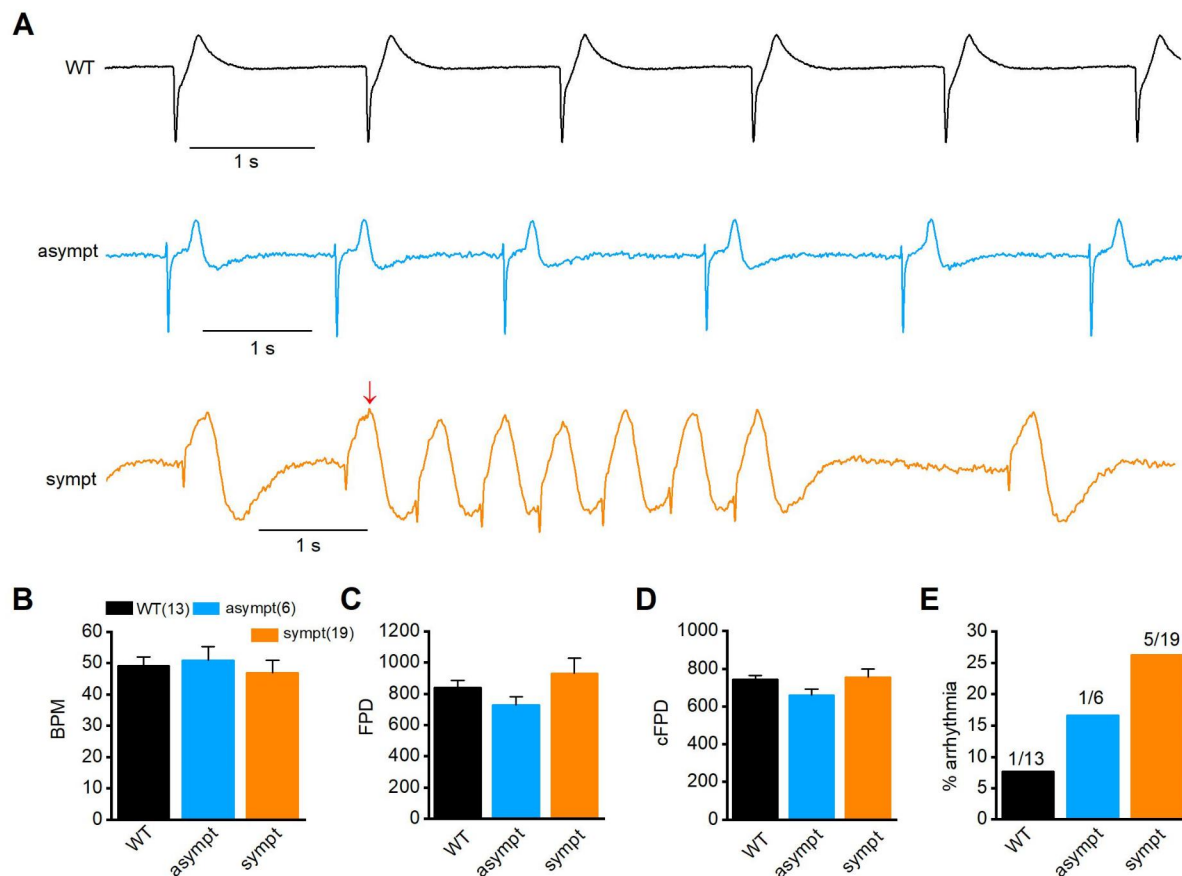 A
WT
1 s
asympt
1 s
↓
sympt
1 s
B
WT(13) asympt(6)
sympt(19)
60
50
40
30
20
10
0
BPM
WT
asympt
sympt
C
1200
1000
800
600
400
200
0
FPD
WT
asympt
sympt
D
1000
800
600
400
200
0
cFPD
WT
asympt
sympt
E
30
25
20
15
10
5
0
% arrhythmia
1/13
1/6
5/19
WT
asympt
sympt